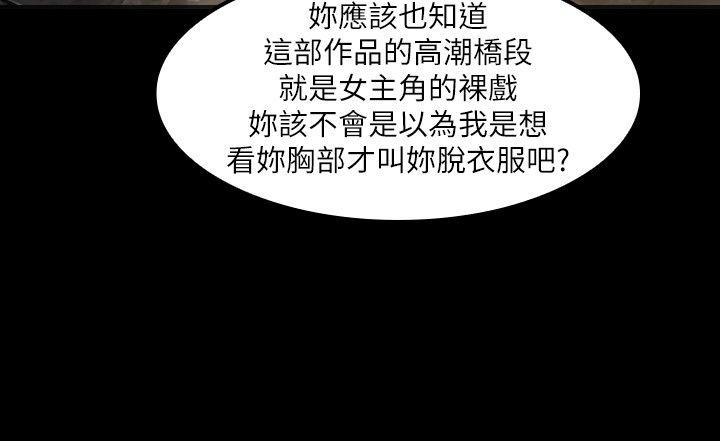 妳應該也知道
這部作品的高潮橋段
就是女主角的裸戲
妳該不會是以為我是想
看妳胸部才叫妳脫衣服吧?